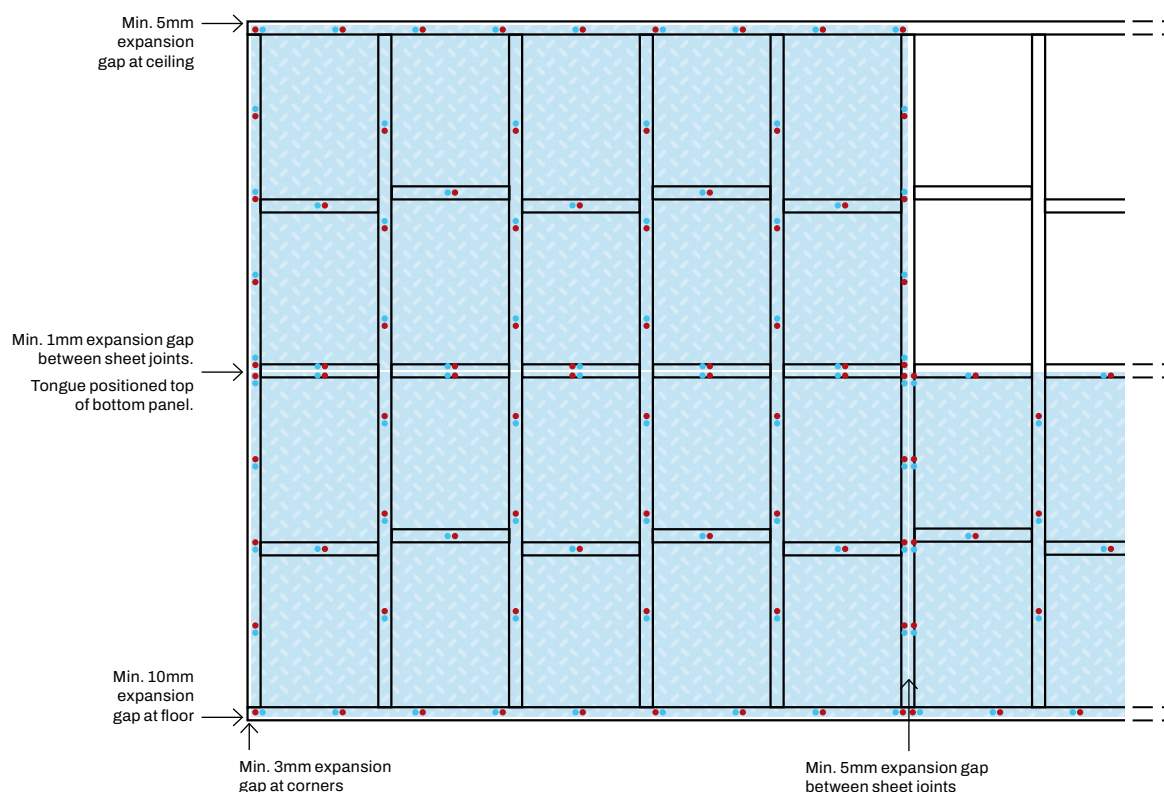 Min. 5mm
expansion
gap at ceiling
Min. 1mm expansion gap
between sheet joints.
Tongue positioned top
of bottom panel.
Min. 10mm
expansion
gap at floor
Min. 3mm expansion
gap at corners
Min. 5mm expansion gap
between sheet joints